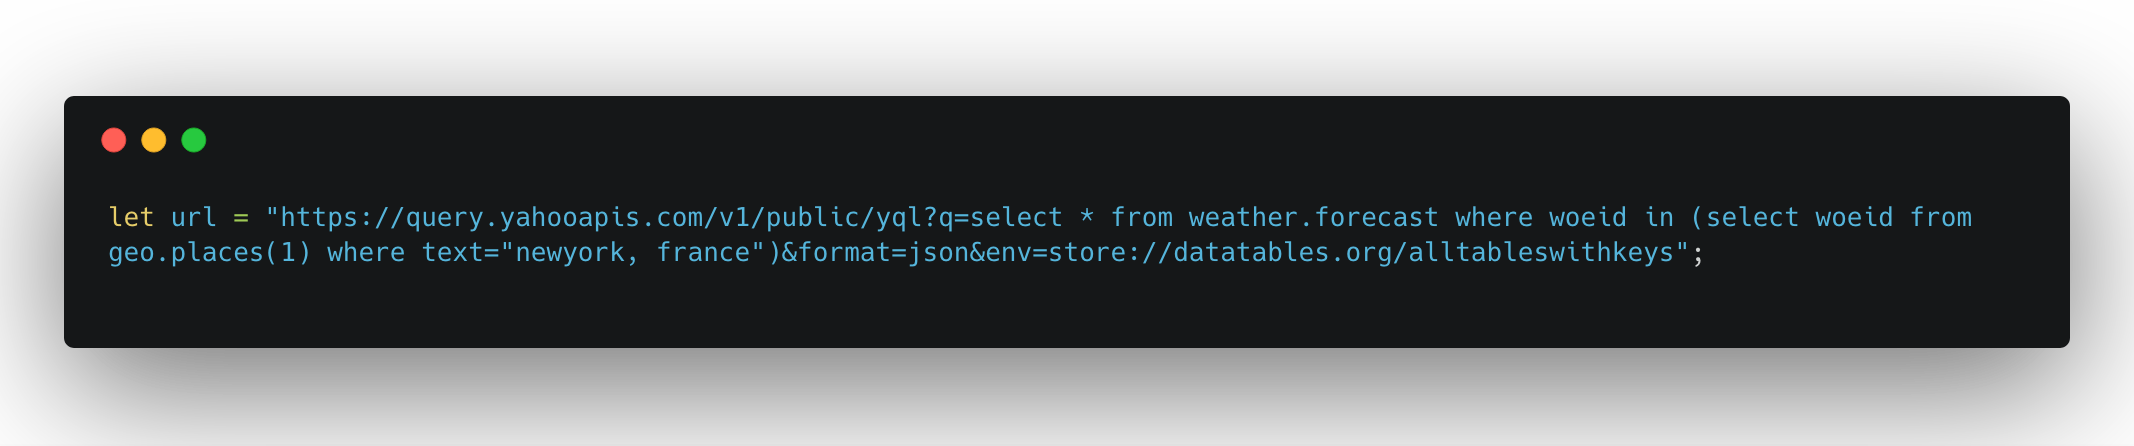 let url = "https://query.yahooapis.com/v1/public/yql?q=select * from weather.forecast where woeid in (select woeid from
geo.places(1) where text="newyork, france")&format=json&env=store://datatables.org/alltableswithkeys";